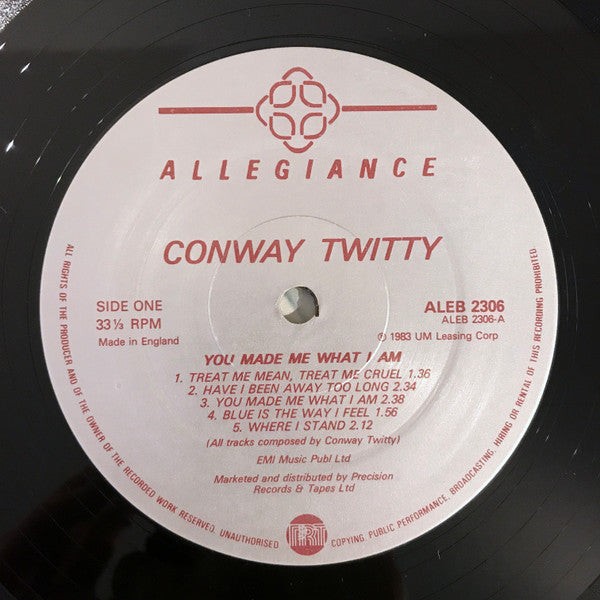 ALLEGIANCE
CONWAY TWITTY
SIDE ONE
33⅓ RPM
Made in England
ALEB 2306
ALEB 2306-A
℗ 1983 UM Leasing Corp
YOU MADE ME WHAT I AM
1. TREAT ME MEAN, TREAT ME CRUEL 1.36
2. HAVE I BEEN AWAY TOO LONG 2.34
3. YOU MADE ME WHAT I AM 2.38
4. BLUE IS THE WAY I FEEL 1.56
5. WHERE I STAND 2.12
(All tracks composed by Conway Twitty)
EMI Music Publ Ltd
Marketed and distributed by Precision
Records & Tapes Ltd
ALL RIGHTS OF THE PRODUCER AND OF THE OWNER OF THE RECORDED WORK RESERVED. UNAUTHORISED COPYING, PUBLIC PERFORMANCE, BROADCASTING, HIRING OR RENTAL OF THIS RECORDING PROHIBITED.
PRT